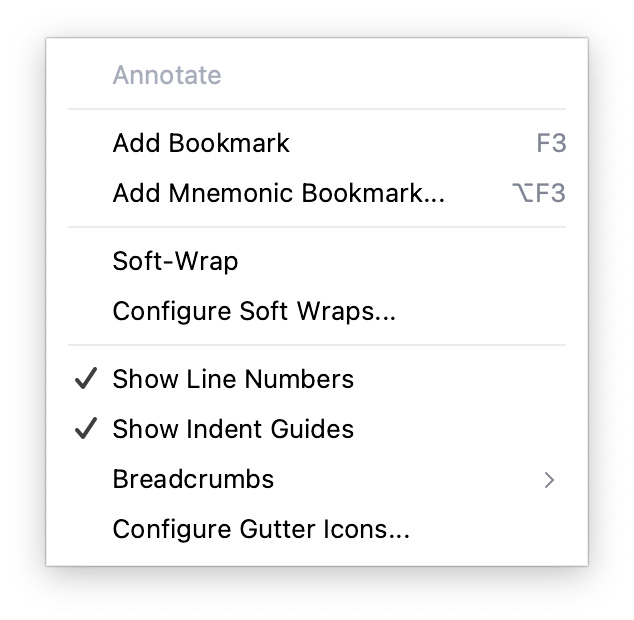 Annotate
Add Bookmark F3
Add Mnemonic Bookmark... ⌥F3
Soft-Wrap
Configure Soft Wraps...
Show Line Numbers
Show Indent Guides
Breadcrumbs
Configure Gutter Icons...